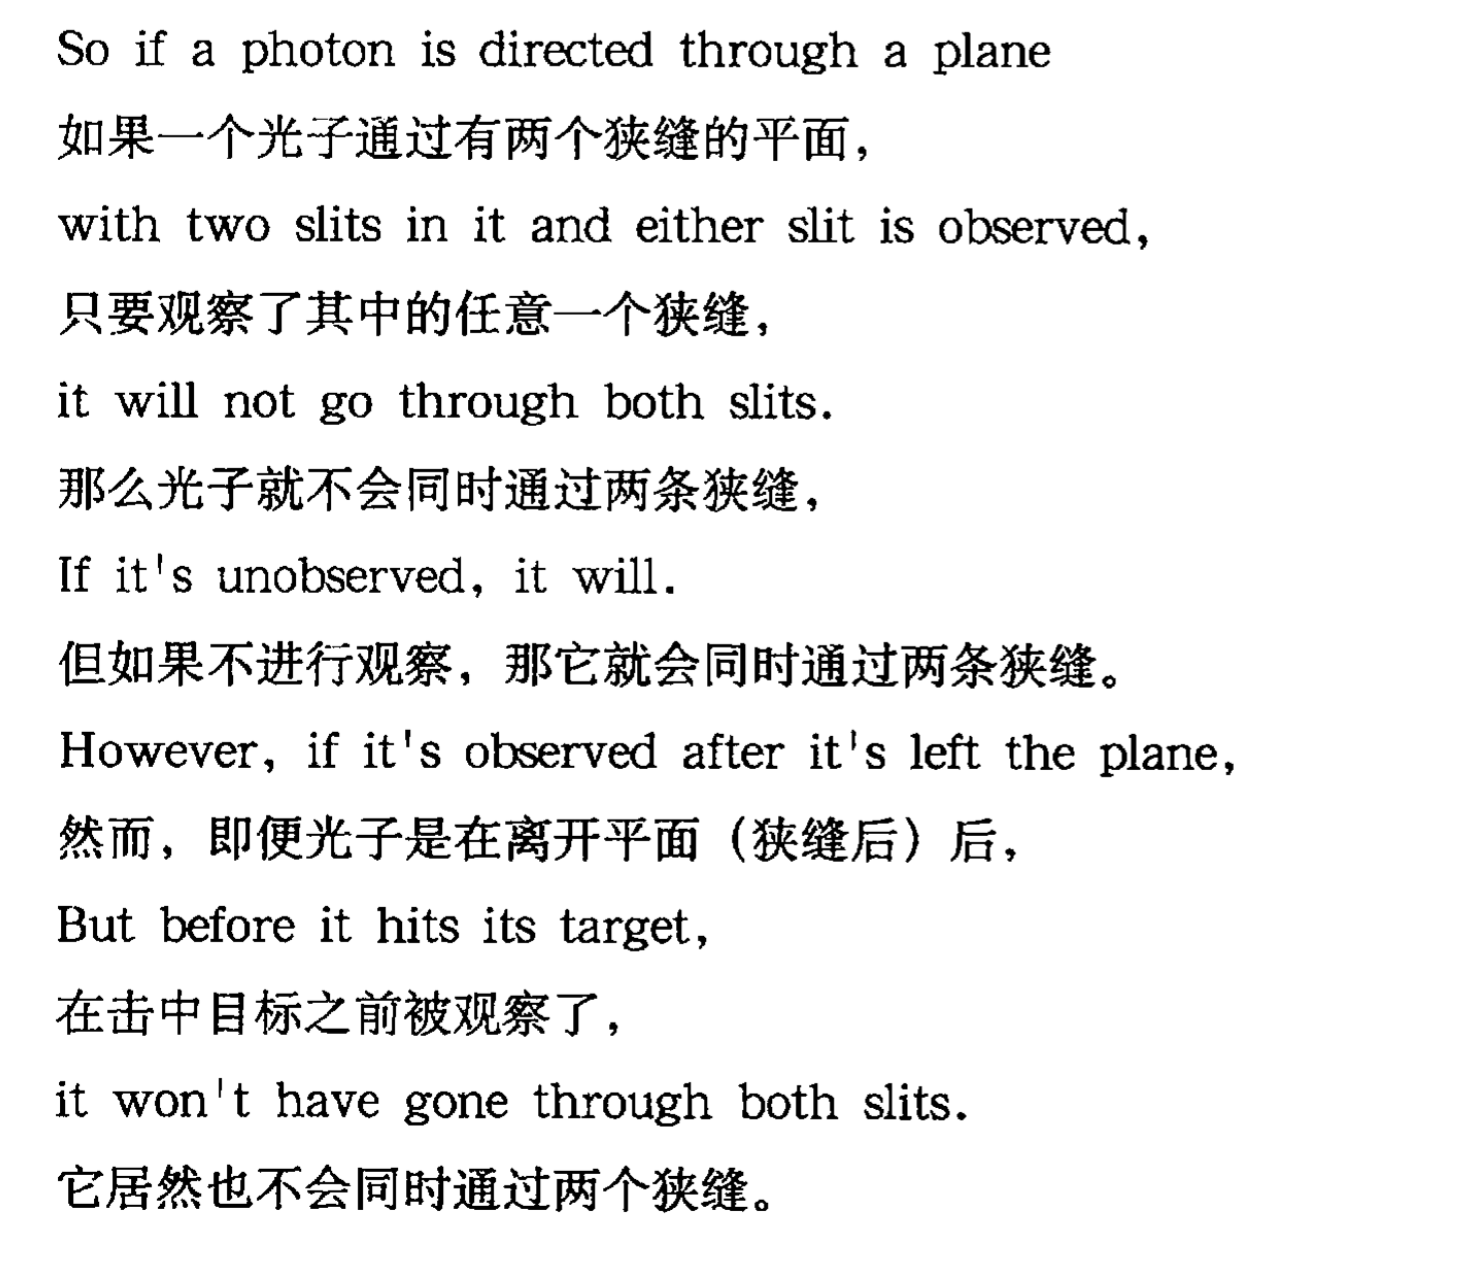 So if a photon is directed through a plane
如果一个光子通过有两个狭缝的平面，
with two slits in it and either slit is observed,
只要观察了其中的任意一个狭缝，
it will not go through both slits.
那么光子就不会同时通过两条狭缝，
If it's unobserved, it will.
但如果不进行观察，那它就会同时通过两条狭缝。
However, if it's observed after it's left the plane,
然而，即便光子是在离开平面（狭缝后）后，
But before it hits its target,
在击中目标之前被观察了，
it won't have gone through both slits.
它居然也不会同时通过两个狭缝。